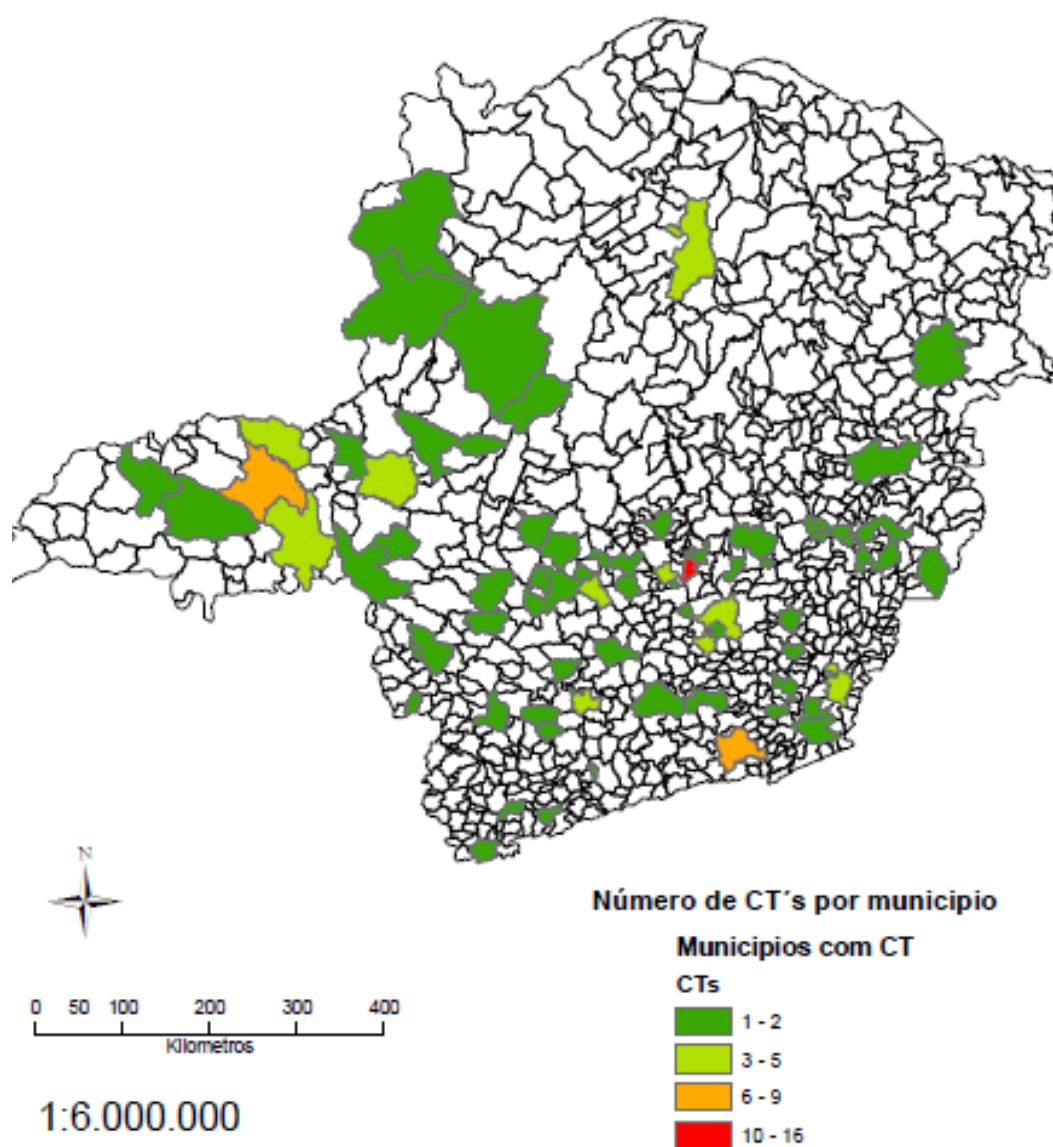 N
0 50 100 200 300 400
Kilometros
1:6.000.000
Número de CT´s por municipio
Municipios com CT
CTs
1 - 2
3 - 5
6 - 9
10 - 16